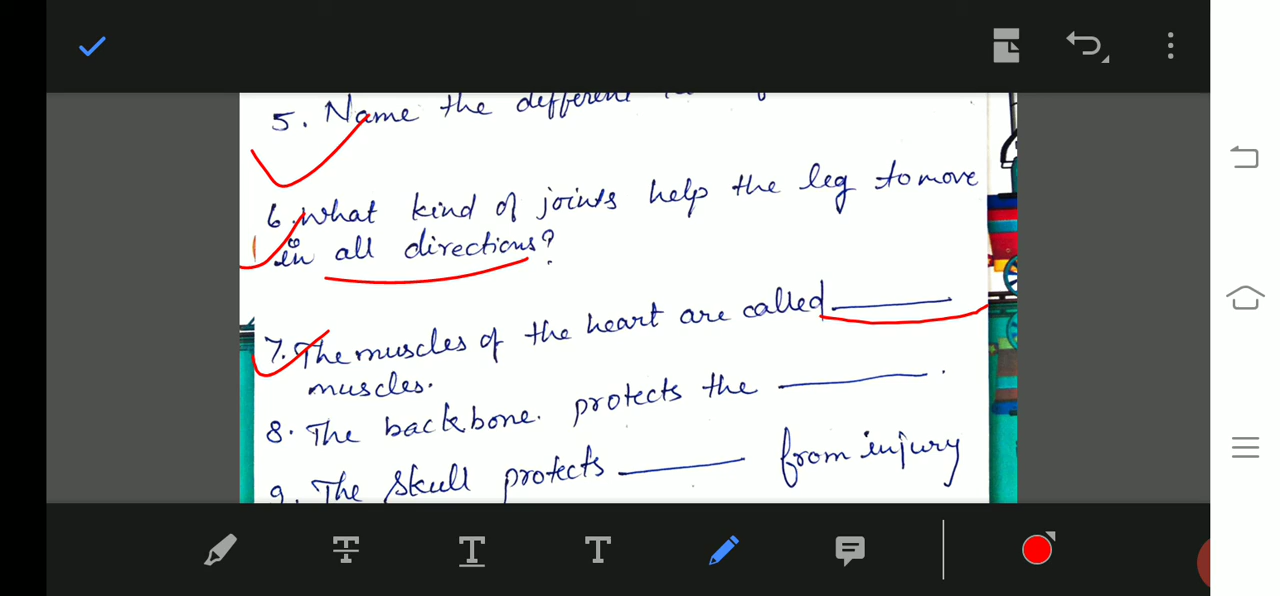 5. Name the different
6. What kind of joints help the leg to move
in all directions?
7. The muscles of the heart are called ______
muscles.
8. The backbone. protects the ______.
9. The skull protects ______ from injury
T T T